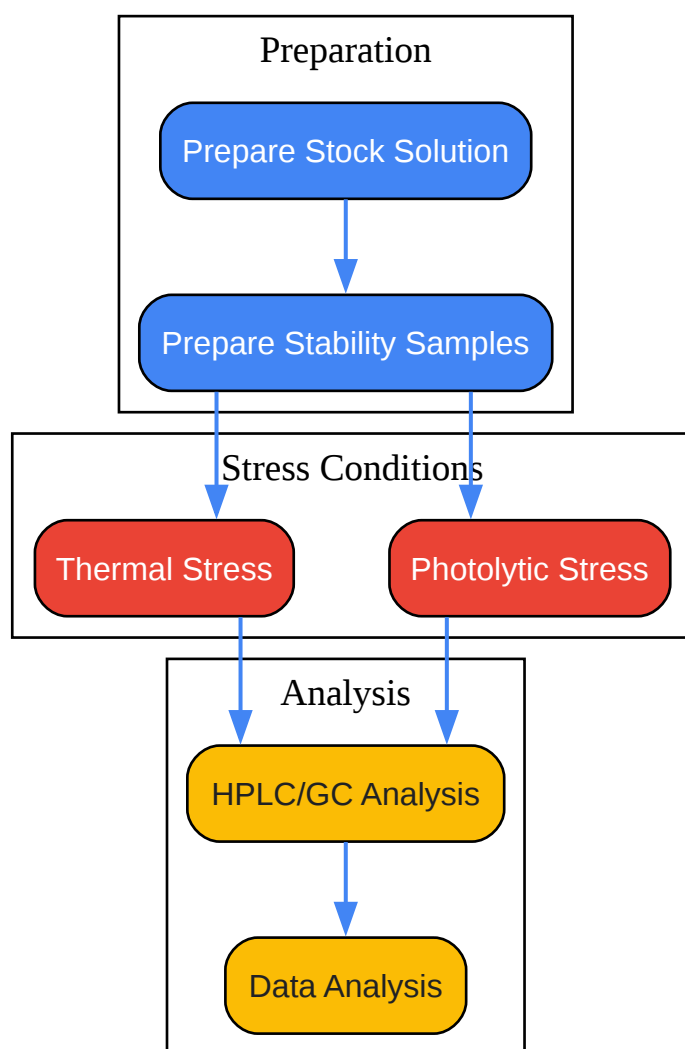 Preparation
Prepare Stock Solution
Prepare Stability Samples
Stress Conditions
Thermal Stress
Photolytic Stress
Analysis
HPLC/GC Analysis
Data Analysis